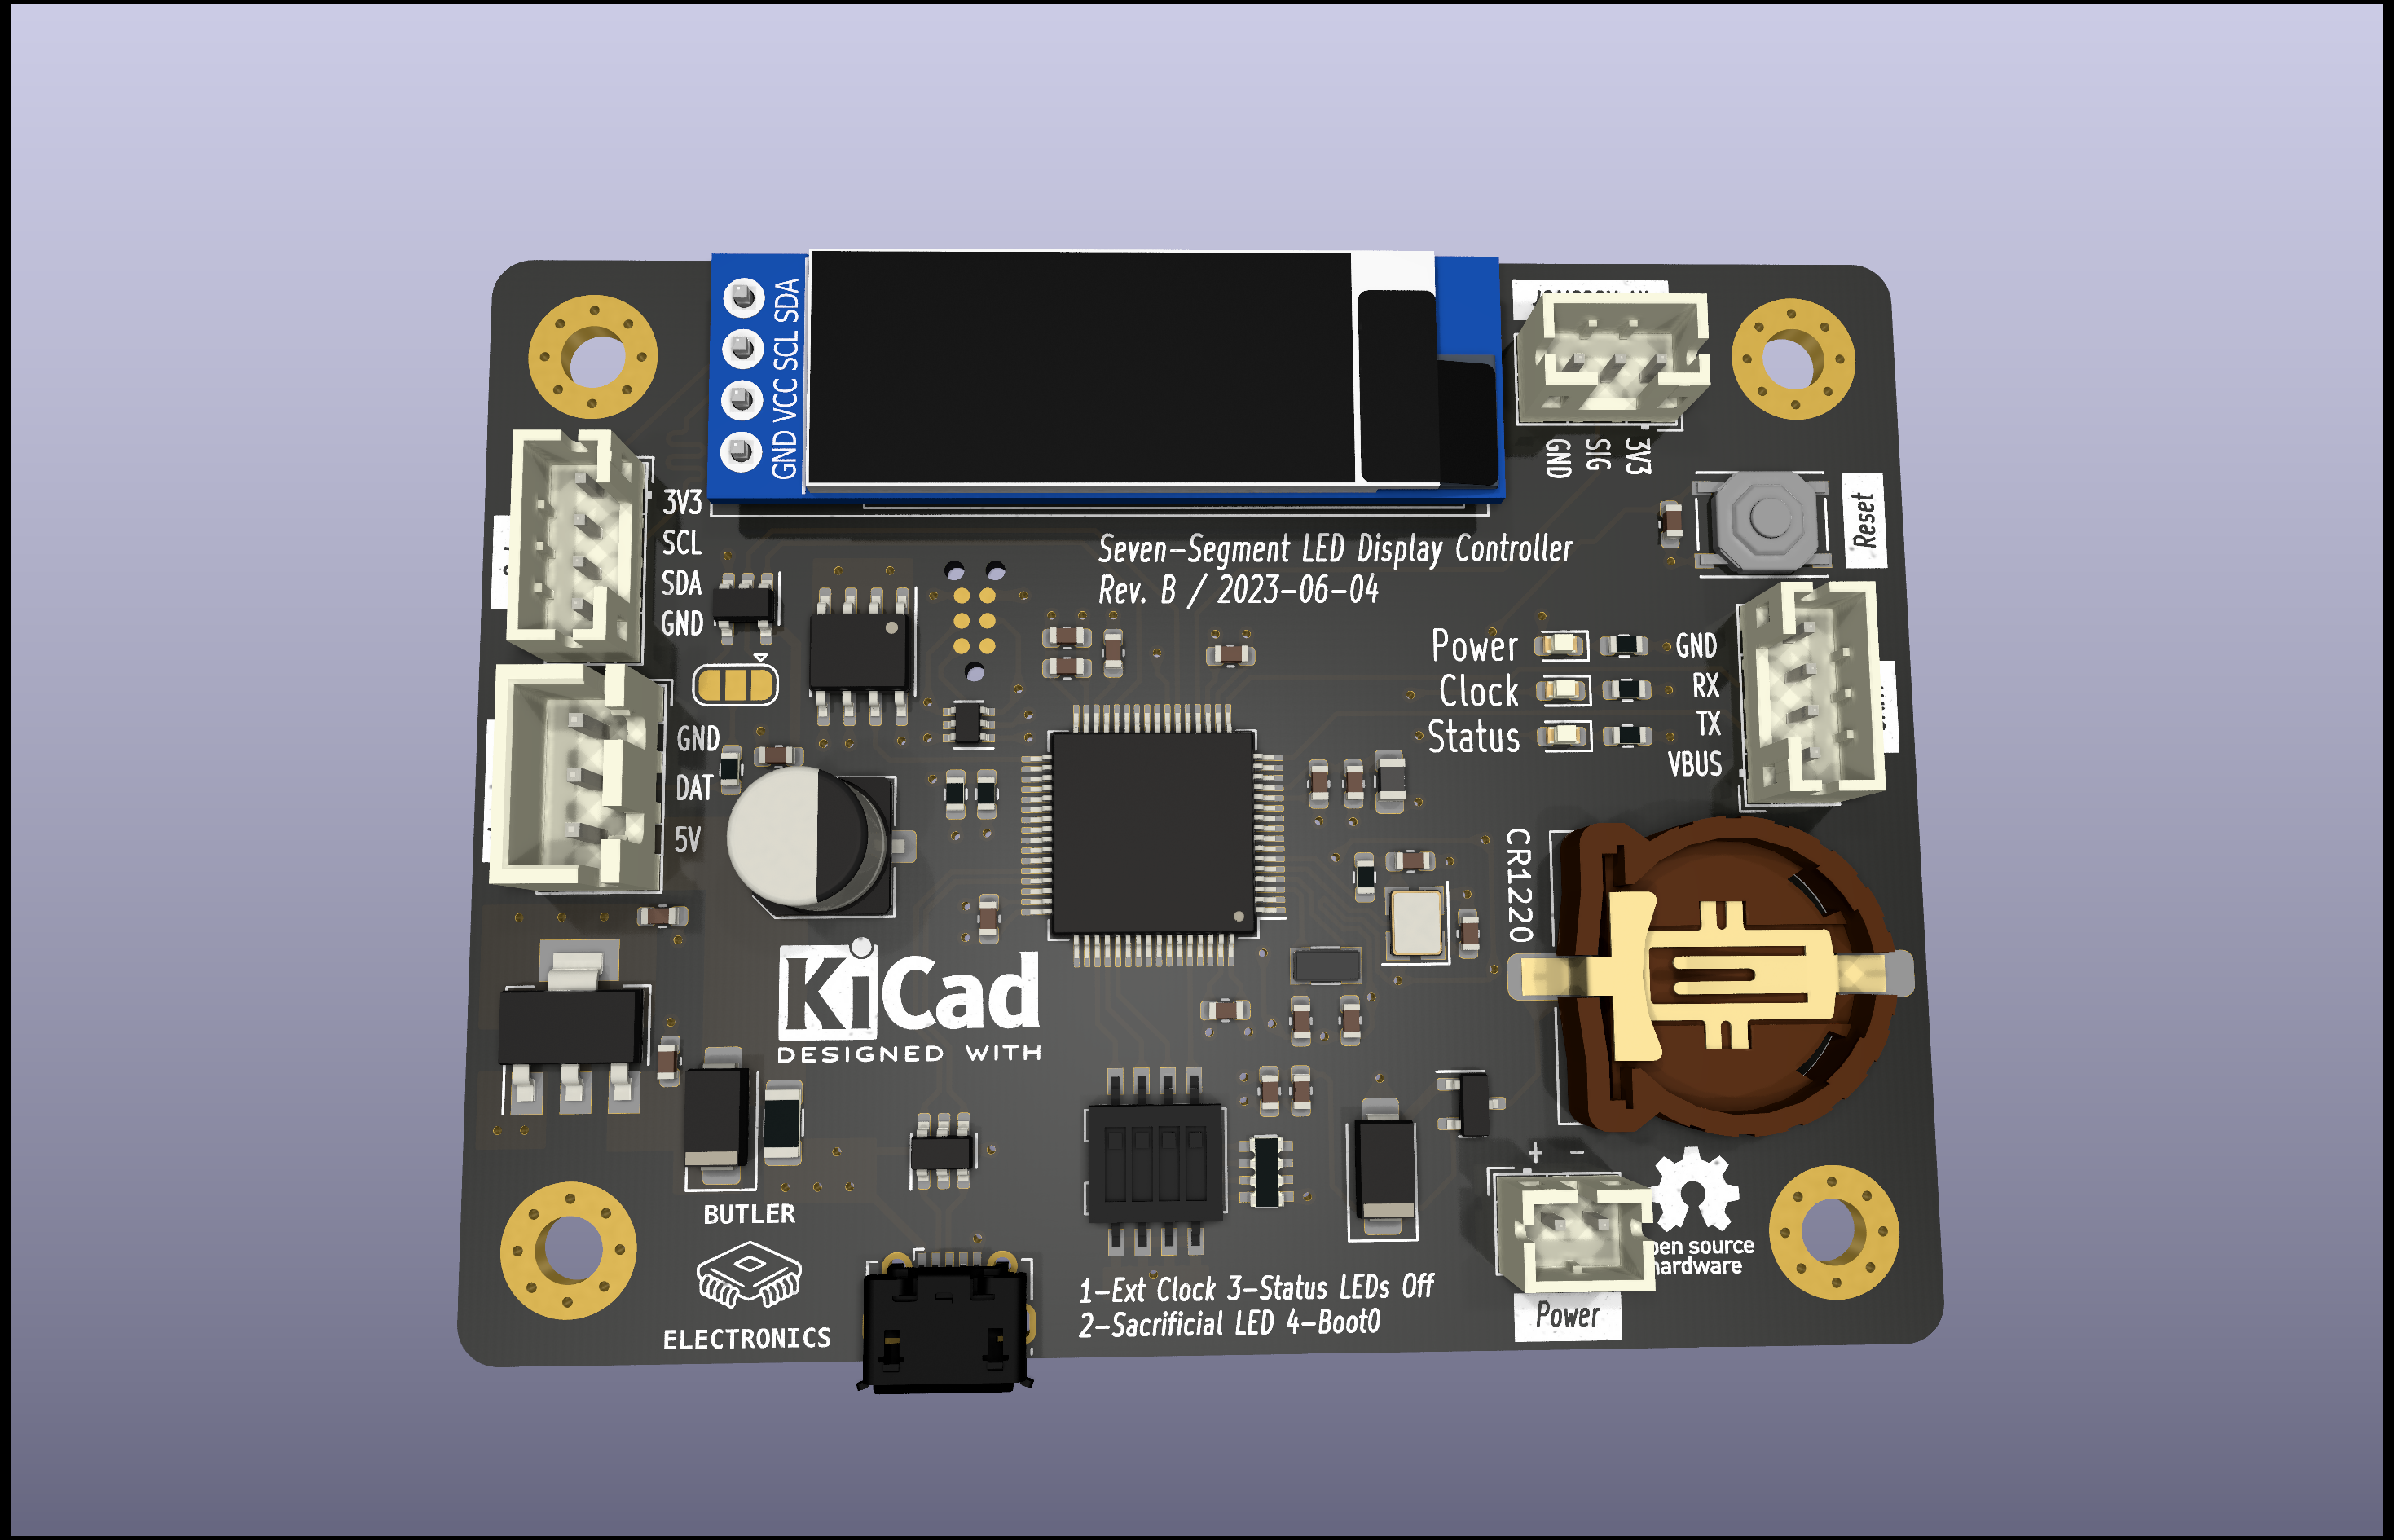 SDA
SCL
VCC
GND
GND
SIG
3V3
3V3
SCL
SDA
GND
Reset
Seven-Segment LED Display Controller
Rev. B / 2023-06-04
Power
Clock
Status
GND
RX
TX
VBUS
GND
DAT
5V
CR1220
KiCad
DESIGNED WITH
+ -
BUTLER
ELECTRONICS
1-Ext Clock 3-Status LEDs Off
2-Sacrificial LED 4-Boot0
source
hardware
Power